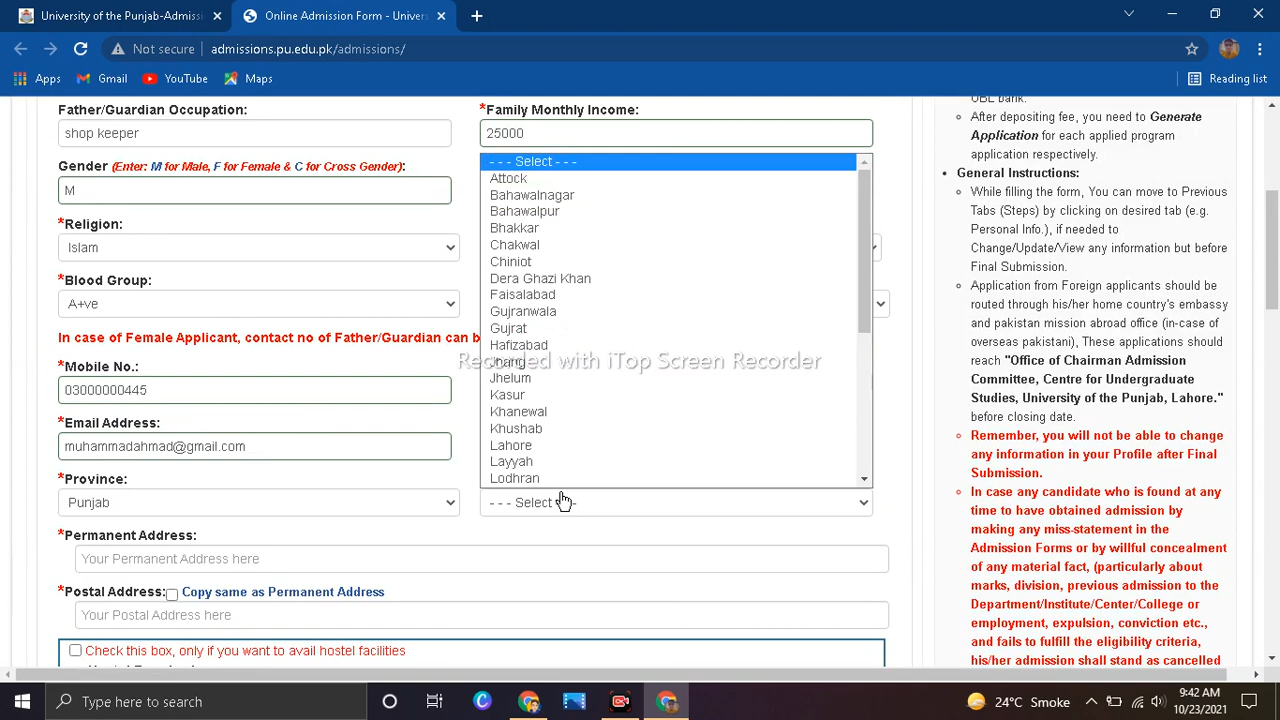 University of the Punjab-Admissi
Online Admission Form - Univers
Not secure
admissions.pu.edu.pk/admissions/
Apps
Gmail
YouTube
Maps
Reading list
Father/Guardian Occupation:
shop keeper
*Family Monthly Income:
25000
Gender (Enter: M for Male, F for Female & C for Cross Gender):
M
*Religion:
Islam
*Blood Group:
A+ve
In case of Female Applicant, contact no of Father/Guardian can b
*Mobile No.:
03000000445
*Email Address:
muhammadahmad@gmail.com
*Province:
Punjab
- - - Select - - -
Attock
Bahawalnagar
Bahawalpur
Bhakkar
Chakwal
Chiniot
Dera Ghazi Khan
Faisalabad
Gujranwala
Gujrat
Hafizabad
Jhang
Jhelum
Kasur
Khanewal
Khushab
Lahore
Layyah
Lodhran
- - - Select - - -
Recorded with iTop Screen Recorder
*Permanent Address:
Your Permanent Address here
*Postal Address: Copy same as Permanent Address
Your Postal Address here
Check this box, only if you want to avail hostel facilities
UBL bank.
After depositing fee, you need to Generate
Application for each applied program
application respectively.
General Instructions:
While filling the form, You can move to Previous
Tabs (Steps) by clicking on desired tab (e.g.
Personal Info.), if needed to
Change/Update/View any information but before
Final Submission.
Application from Foreign applicants should be
routed through his/her home country's embassy
and pakistan mission abroad office (in-case of
overseas pakistani), These applications should
reach "Office of Chairman Admission
Committee, Centre for Undergraduate
Studies, University of the Punjab, Lahore."
before closing date.
Remember, you will not be able to change
any information in your Profile after Final
Submission.
In case any candidate who is found at any
time to have obtained admission by
making any miss-statement in the
Admission Forms or by willful concealment
of any material fact, (particularly about
marks, division, previous admission to the
Department/Institute/Center/College or
employment, expulsion, conviction etc.,
and fails to fulfill the eligibility criteria,
his/her admission shall stand as cancelled
Type here to search
24°C Smoke
9:42 AM
10/23/2021